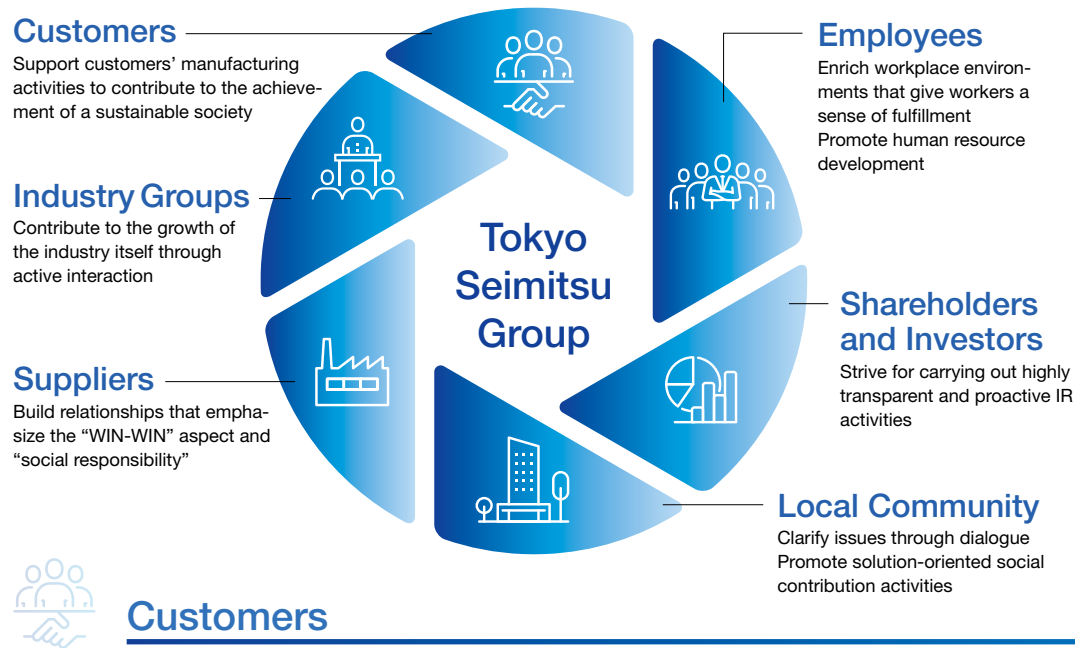 Customers
Support customers’ manufacturing
activities to contribute to the achieve-
ment of a sustainable society
Industry Groups
Contribute to the growth of
the industry itself through
active interaction
Suppliers
Build relationships that empha-
size the “WIN-WIN” aspect and
“social responsibility”
Tokyo
Seimitsu
Group
Employees
Enrich workplace environ-
ments that give workers a
sense of fulfillment
Promote human resource
development
Shareholders
and Investors
Strive for carrying out highly
transparent and proactive IR
activities
Local Community
Clarify issues through dialogue
Promote solution-oriented social
contribution activities
Customers